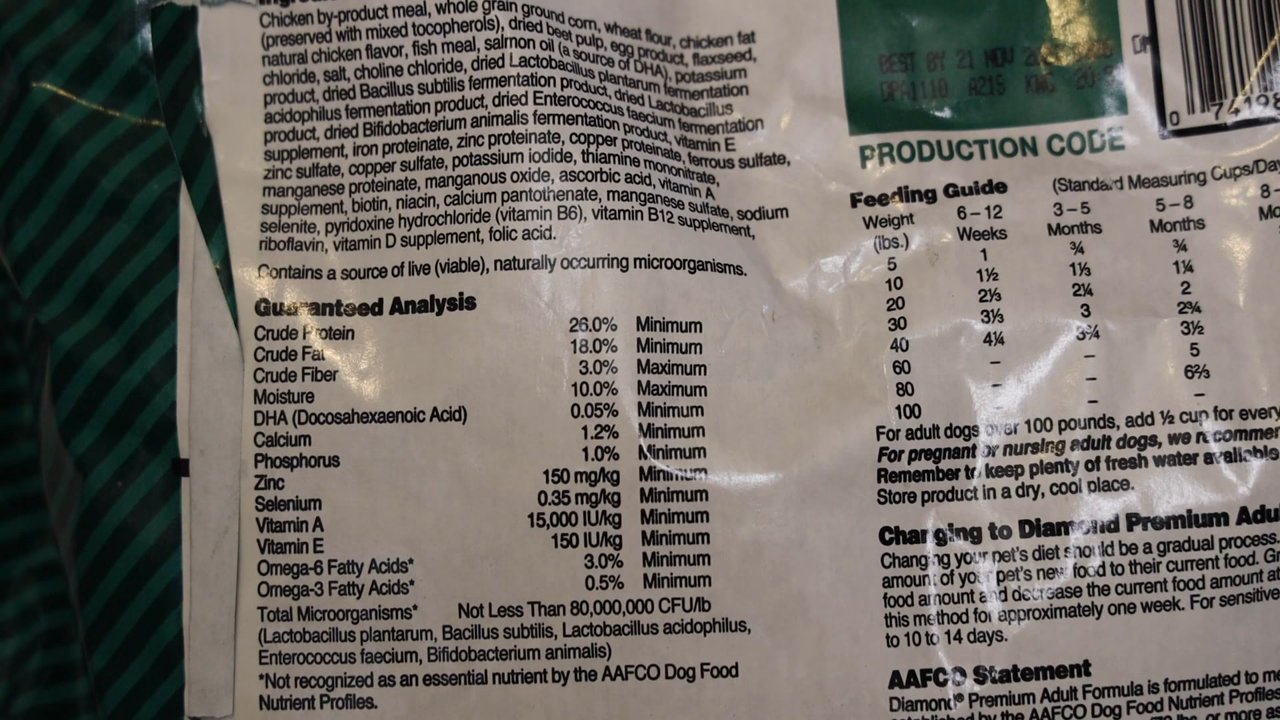 Chicken by-product meal, whole grain ground corn, wheat flour, chicken fat
(preserved with mixed tocopherols), dried beet pulp, egg product, flaxseed,
natural chicken flavor, fish meal, salmon oil (a source of DHA), potassium
chloride, salt, choline chloride, dried Lactobacillus plantarum fermentation
product, dried Bacillus subtilis fermentation product, dried Lactobacillus
acidophilus fermentation product, dried Enterococcus faecium fermentation
product, dried Bifidobacterium animalis fermentation product, vitamin E
supplement, iron proteinate, zinc proteinate, copper proteinate, ferrous sulfate,
zinc sulfate, copper sulfate, potassium iodide, thiamine mononitrate,
manganese proteinate, manganous oxide, ascorbic acid, vitamin A
supplement, biotin, niacin, calcium pantothenate, manganese sulfate, sodium
selenite, pyridoxine hydrochloride (vitamin B6), vitamin B12 supplement,
riboflavin, vitamin D supplement, folic acid.
Contains a source of live (viable), naturally occurring microorganisms.
Guaranteed Analysis
Crude Protein 26.0% Minimum
Crude Fat 18.0% Minimum
Crude Fiber 3.0% Maximum
Moisture 10.0% Maximum
DHA (Docosahexaenoic Acid) 0.05% Minimum
Calcium 1.2% Minimum
Phosphorus 1.0% Minimum
Zinc 150 mg/kg Minimum
Selenium 0.35 mg/kg Minimum
Vitamin A 15,000 IU/kg Minimum
Vitamin E 150 IU/kg Minimum
Omega-6 Fatty Acids* 3.0% Minimum
Omega-3 Fatty Acids* 0.5% Minimum
Total Microorganisms* Not Less Than 80,000,000 CFU/lb
(Lactobacillus plantarum, Bacillus subtilis, Lactobacillus acidophilus,
Enterococcus faecium, Bifidobacterium animalis)
*Not recognized as an essential nutrient by the AAFCO Dog Food
Nutrient Profiles.
BEST BY 21 NOV
A215
0
PRODUCTION CODE
Feeding Guide (Standard Measuring Cups/Day
Weight 6–12 3–5 5–8 8–
(lbs.) Weeks Months Months Mo
5 1 ¾ ¾
10 1½ 1⅓ 1¼
20 2⅓ 2¼ 2
30 3⅓ 3 2¾
40 4¼ 3¾ 3½
60 – – 5
80 – – 6⅔
100 – – –
For adult dogs over 100 pounds, add ½ cup for every
For pregnant or nursing adult dogs, we recommen
Remember to keep plenty of fresh water available
Store product in a dry, cool place.
Changing to Diamond Premium Adu
Changing your pet's diet should be a gradual process.
amount of your pet's new food to their current food. Gr
food amount and decrease the current food amount at
this method for approximately one week. For sensitive
to 10 to 14 days.
AAFCO Statement
Diamond® Premium Adult Formula is formulated to me
by the AAFCO Dog Food Nutrient Profiles
or more as